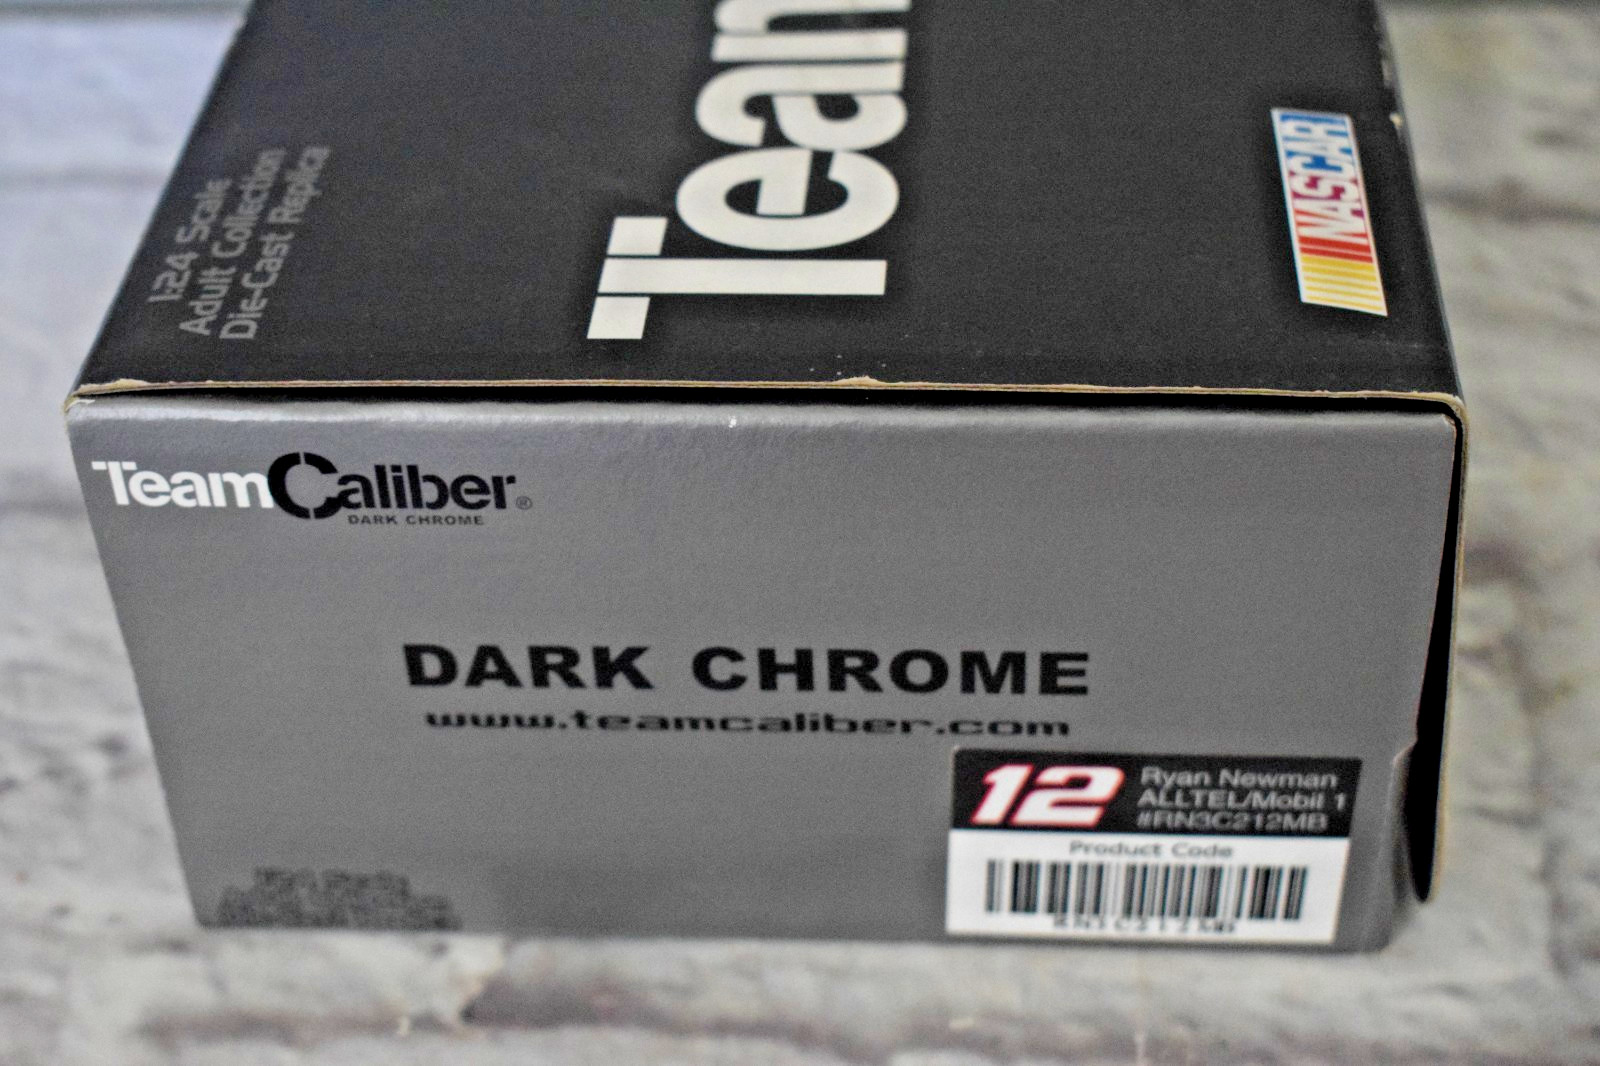 1:24 Scale
Adult Collection
Die-Cast Replica
Team
NASCAR
TeamCaliber®
DARK CHROME
DARK CHROME
www.teamcaliber.com
12
Ryan Newman
ALLTEL/Mobil 1
#RN3C212MB
Product Code